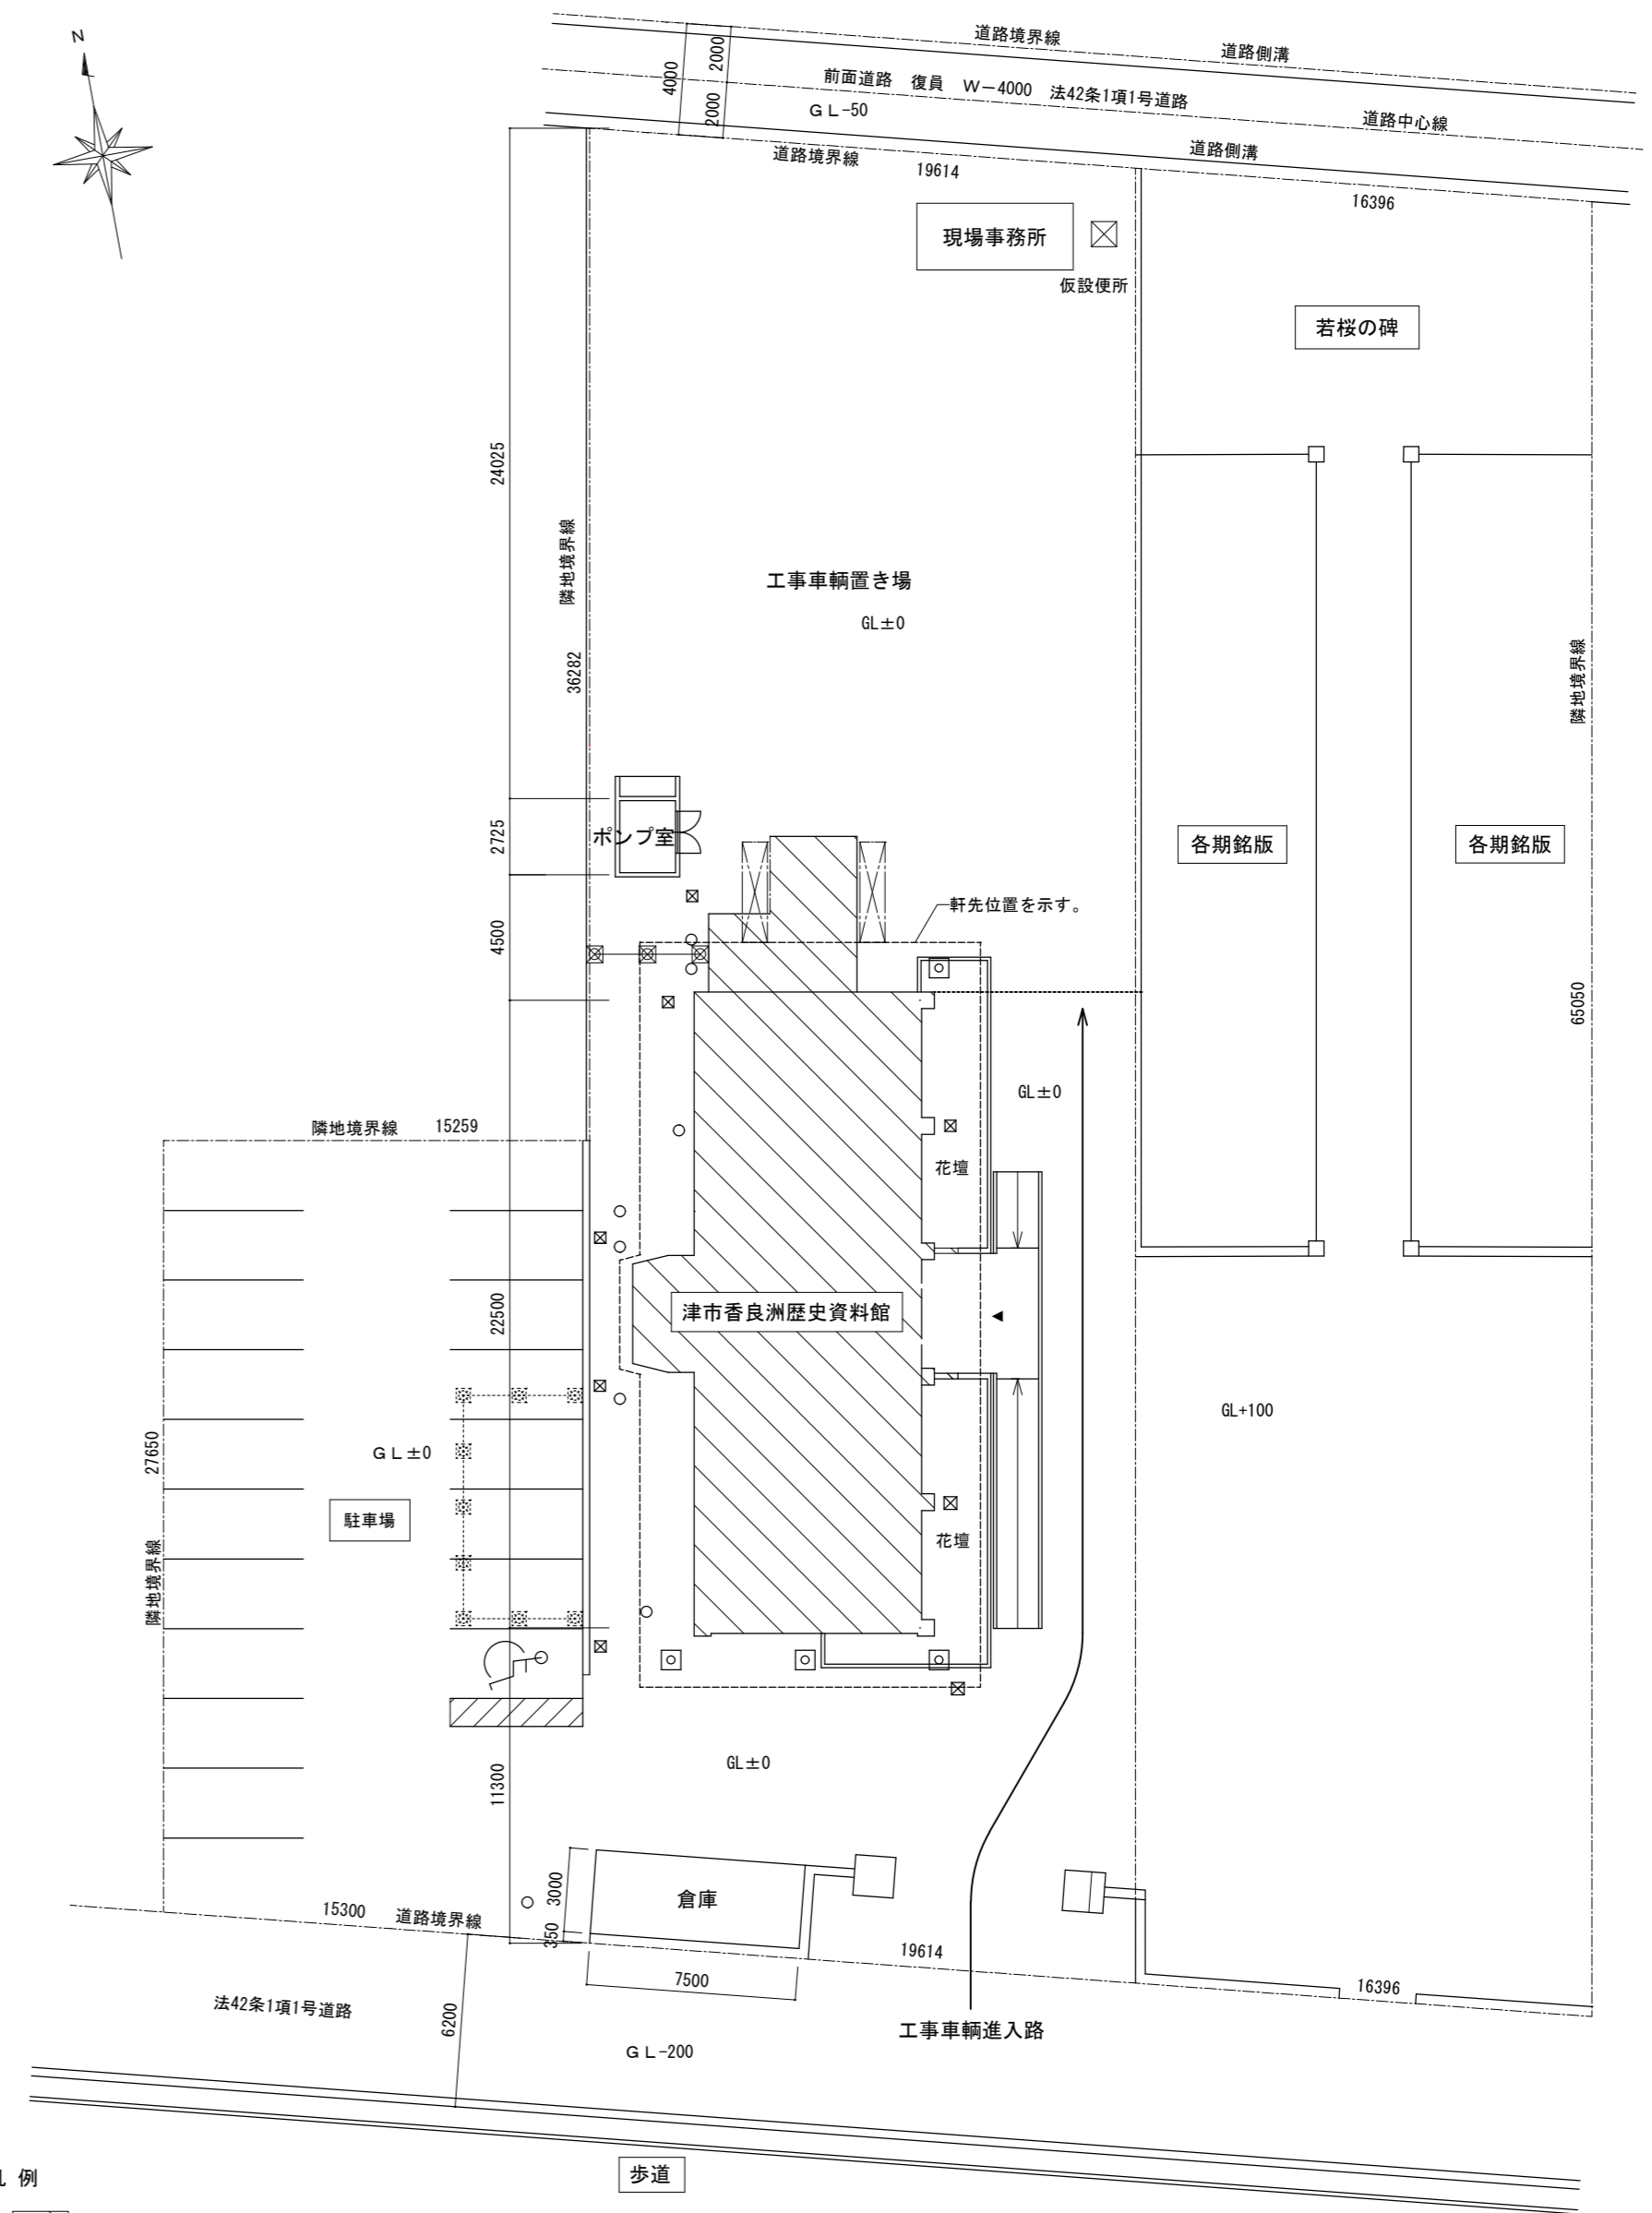 N
道路境界線
道路側溝
4000
2000
2000
前面道路 復員 W-4000 法42条1項1号道路
GL-50
道路中心線
道路境界線
19614
道路側溝
16396
現場事務所
仮設便所
若桜の碑
24025
隣地境界線
36282
工事車輌置き場
GL±0
隣地境界線
65050
2725
ポンプ室
各期銘版
各期銘版
4500
軒先位置を示す。
GL±0
隣地境界線 15259
花壇
22500
津市香良洲歴史資料館
27650
隣地境界線
GL±0
駐車場
GL+100
花壇
11300
GL±0
3000
350
倉庫
15300
道路境界線
19614
7500
16396
法42条1項1号道路
6200
工事車輌進入路
GL-200
歩道
例